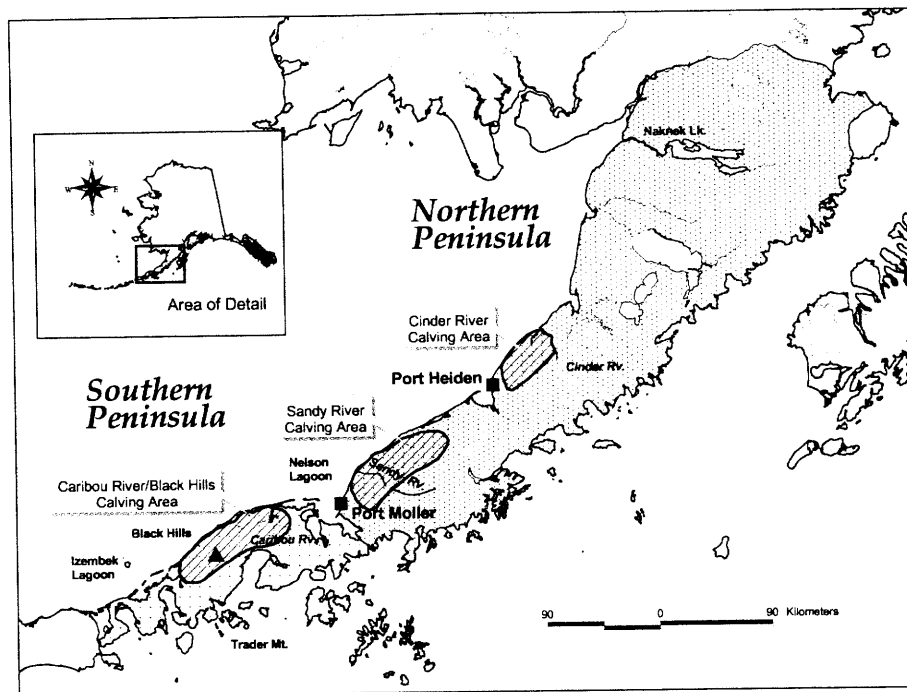 Naknek Lk.
Northern
Peninsula
N
W
E
S
Area of Detail
Cinder River
Calving Area
Cinder Rv.
Port Heiden
Southern
Peninsula
Sandy River
Calving Area
Nelson
Lagoon
Sandy Rv.
Caribou River/Black Hills
Calving Area
Port Moller
Black Hills
Caribou Rv.
Izembek
Lagoon
Trader Mt.
90
0
90 Kilometers